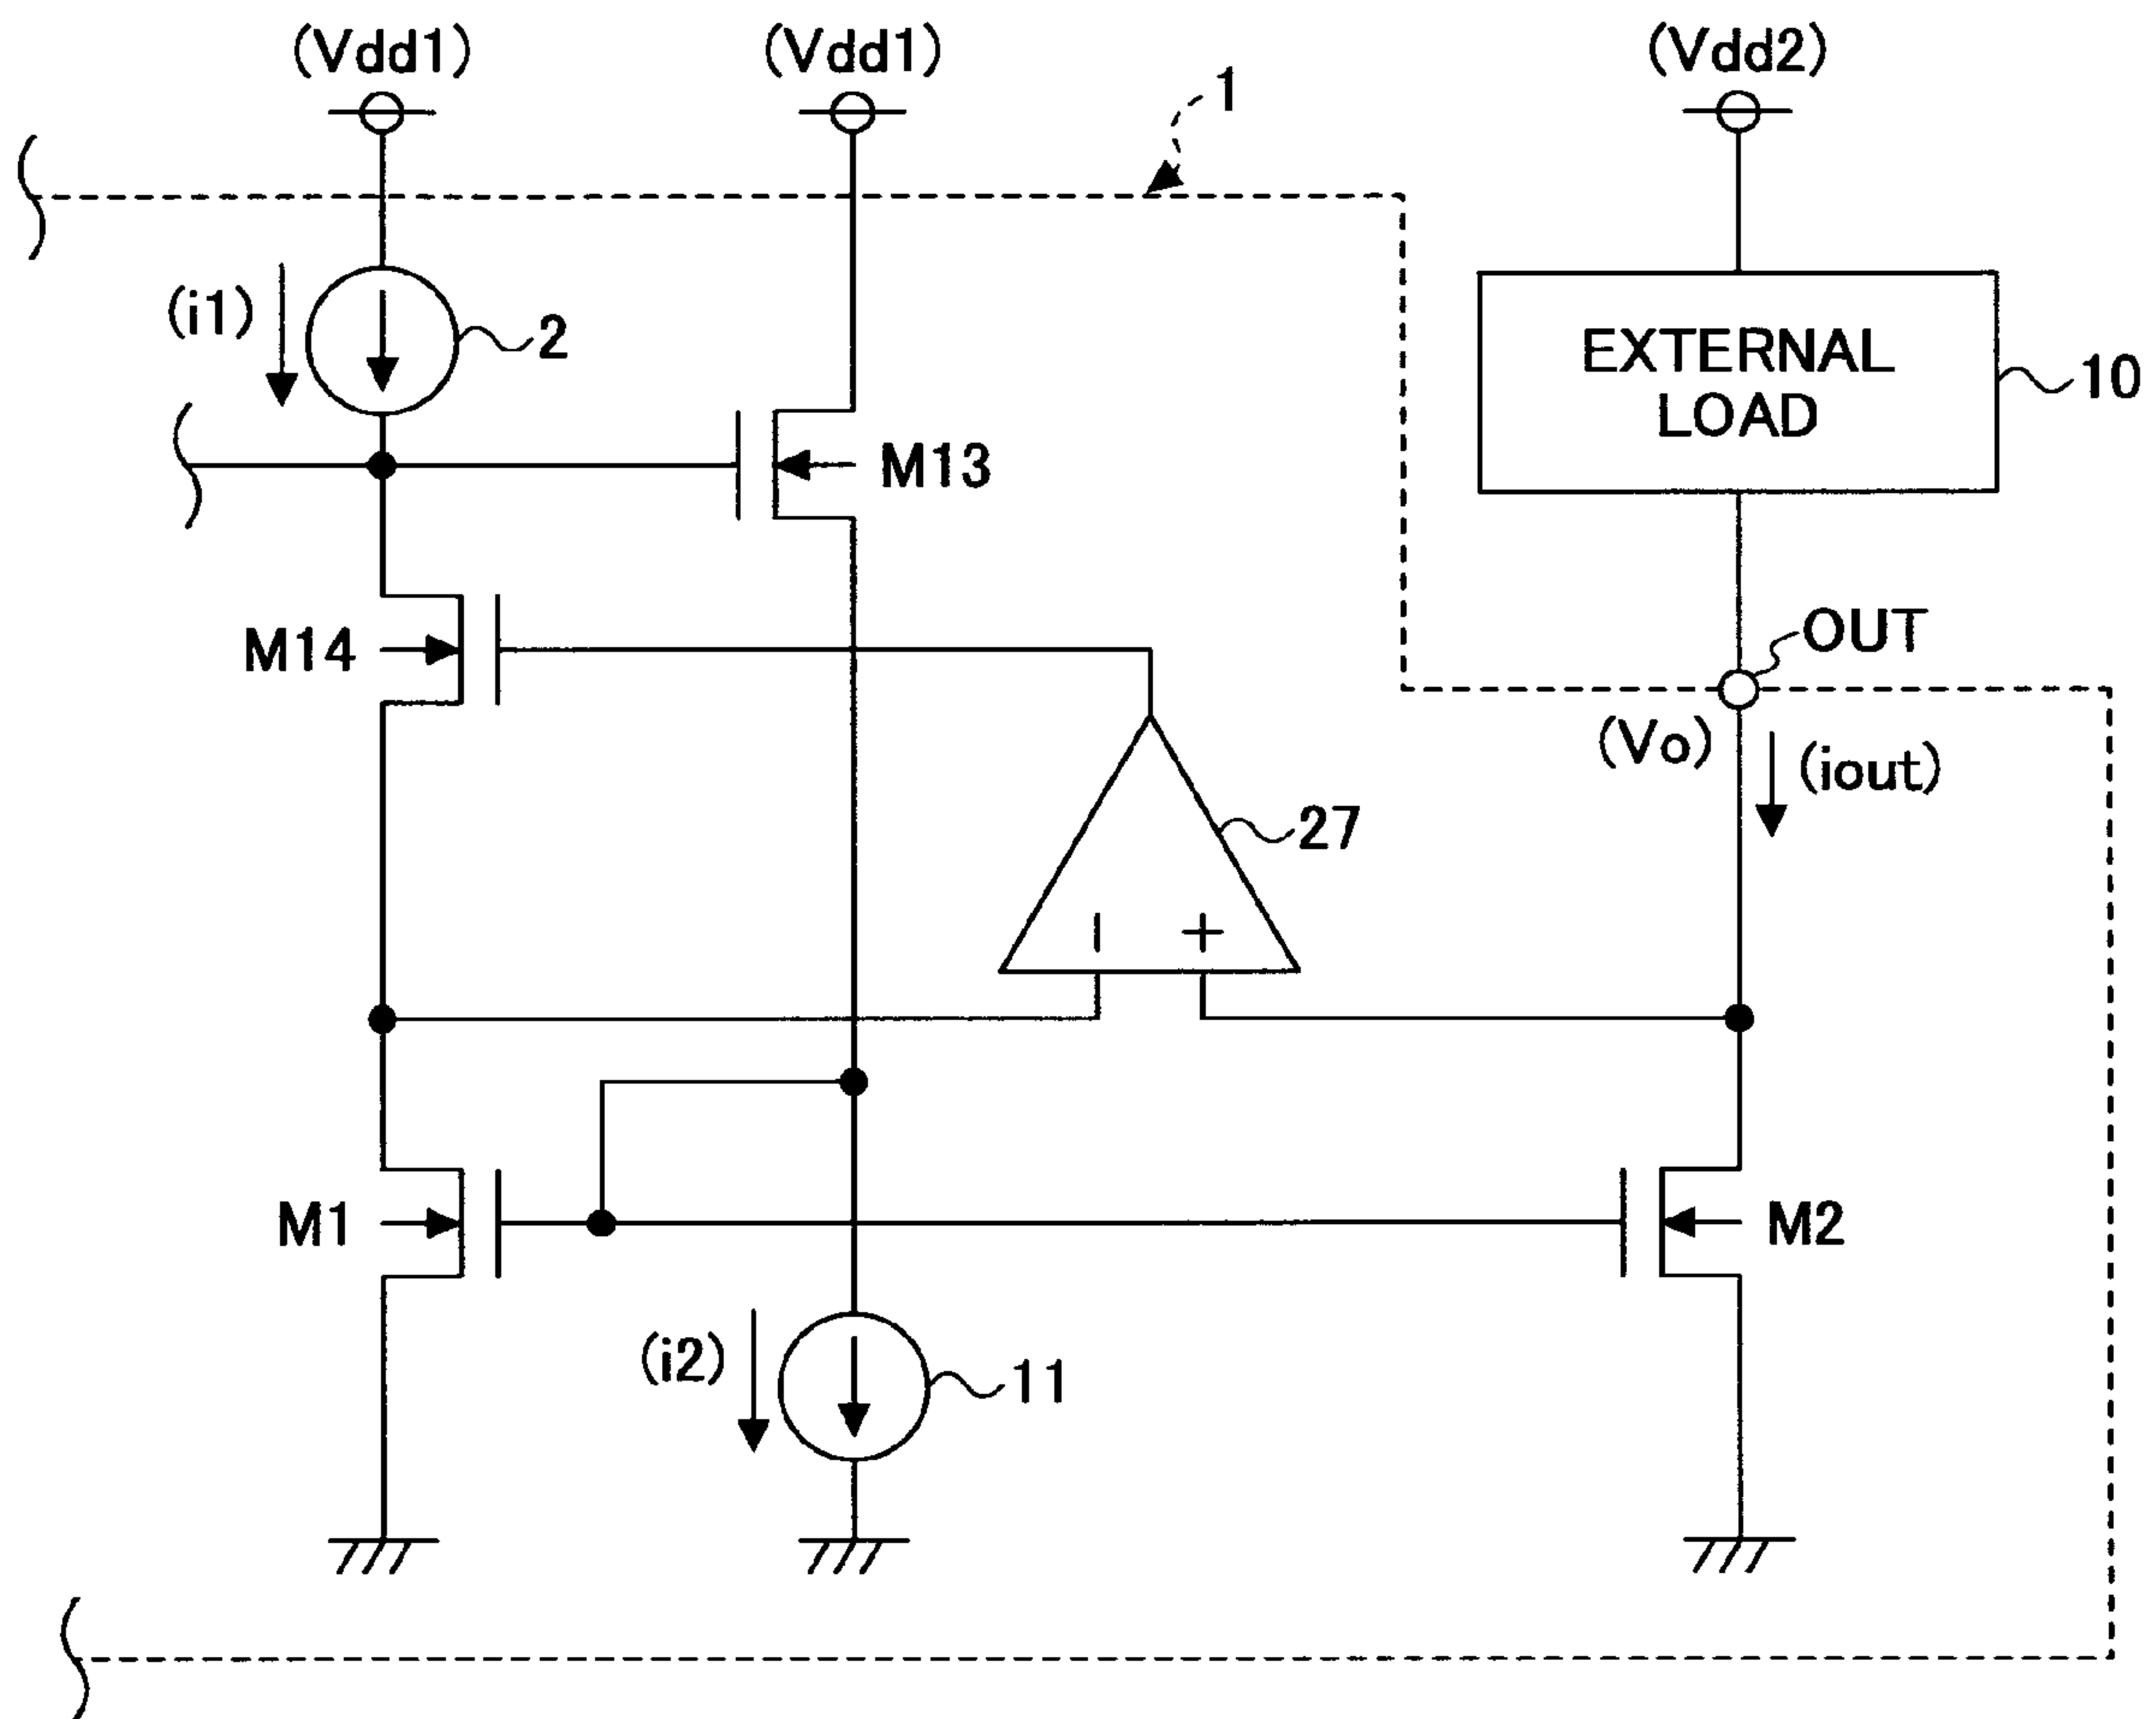 (Vdd1)
(Vdd1)
(Vdd2)
1
(i1)
2
EXTERNAL
LOAD
10
M13
M14
OUT
(Vo)
(iout)
27
−
+
M1
M2
(i2)
11